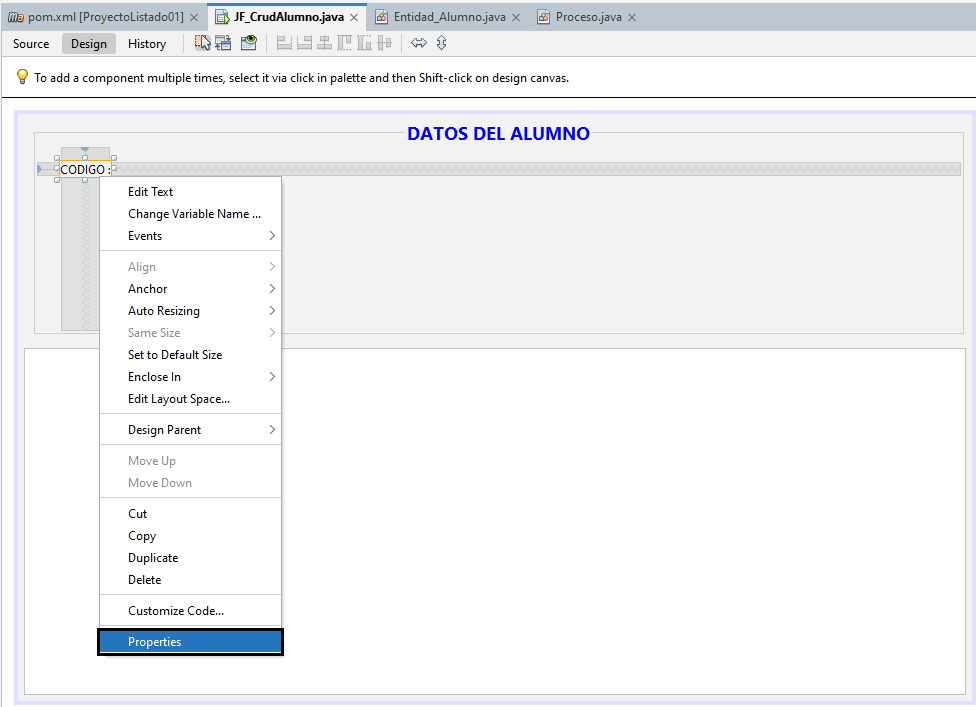 pom.xml [ProyectoListado01] JF_CrudAlumno.java Entidad_Alumno.java Proceso.java
Source Design History
To add a component multiple times, select it via click in palette and then Shift-click on design canvas.
DATOS DEL ALUMNO
CODIGO :
Edit Text
Change Variable Name ...
Events
Align
Anchor
Auto Resizing
Same Size
Set to Default Size
Enclose In
Edit Layout Space...
Design Parent
Move Up
Move Down
Cut
Copy
Duplicate
Delete
Customize Code...
Properties